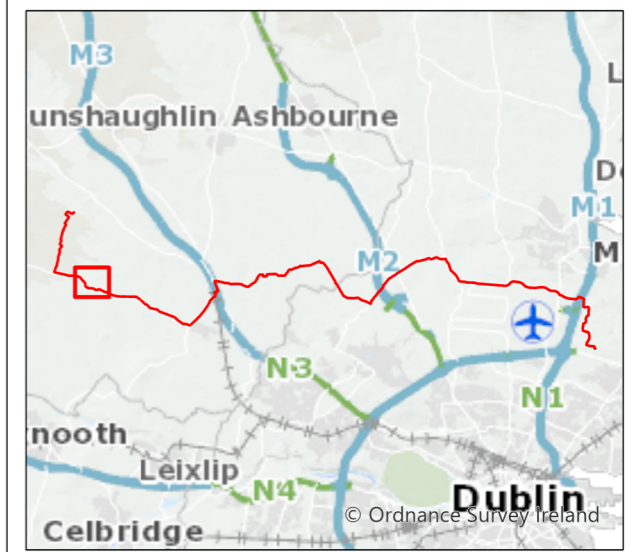 M3
unshaughlin
Ashbourne
L
D
M1
M
M2
N3
N1
nooth
Leixlip
N4
Dublin
© Ordnance Survey Ireland
Celbridge